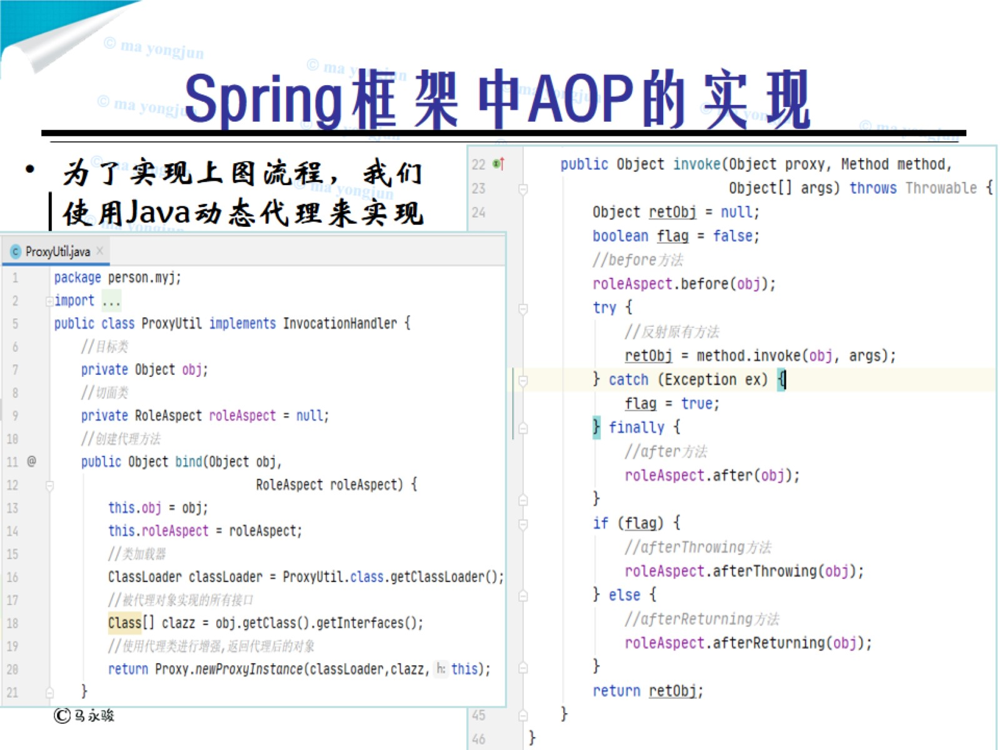 © ma yongjun
© ma yongjun
© ma yongjun
Spring框架中AOP的实现
• 为了实现上图流程，我们
使用Java动态代理来实现
ProxyUtil.java
1 package person.myj;
2 import ...
5 public class ProxyUtil implements InvocationHandler {
6 //目标类
7 private Object obj;
8 //切面类
9 private RoleAspect roleAspect = null;
10 //创建代理方法
11 @ public Object bind(Object obj,
12 RoleAspect roleAspect) {
13 this.obj = obj;
14 this.roleAspect = roleAspect;
15 //类加载器
16 ClassLoader classLoader = ProxyUtil.class.getClassLoader();
17 //被代理对象实现的所有接口
18 Class[] clazz = obj.getClass().getInterfaces();
19 //使用代理类进行增强,返回代理后的对象
20 return Proxy.newProxyInstance(classLoader,clazz, h: this);
21 }
22 public Object invoke(Object proxy, Method method,
23 Object[] args) throws Throwable {
24 Object retObj = null;
boolean flag = false;
//before方法
roleAspect.before(obj);
try {
//反射原有方法
retObj = method.invoke(obj, args);
} catch (Exception ex) {
flag = true;
} finally {
//after方法
roleAspect.after(obj);
}
if (flag) {
//afterThrowing方法
roleAspect.afterThrowing(obj);
} else {
//afterReturning方法
roleAspect.afterReturning(obj);
}
return retObj;
45 }
46 }
©马永骏